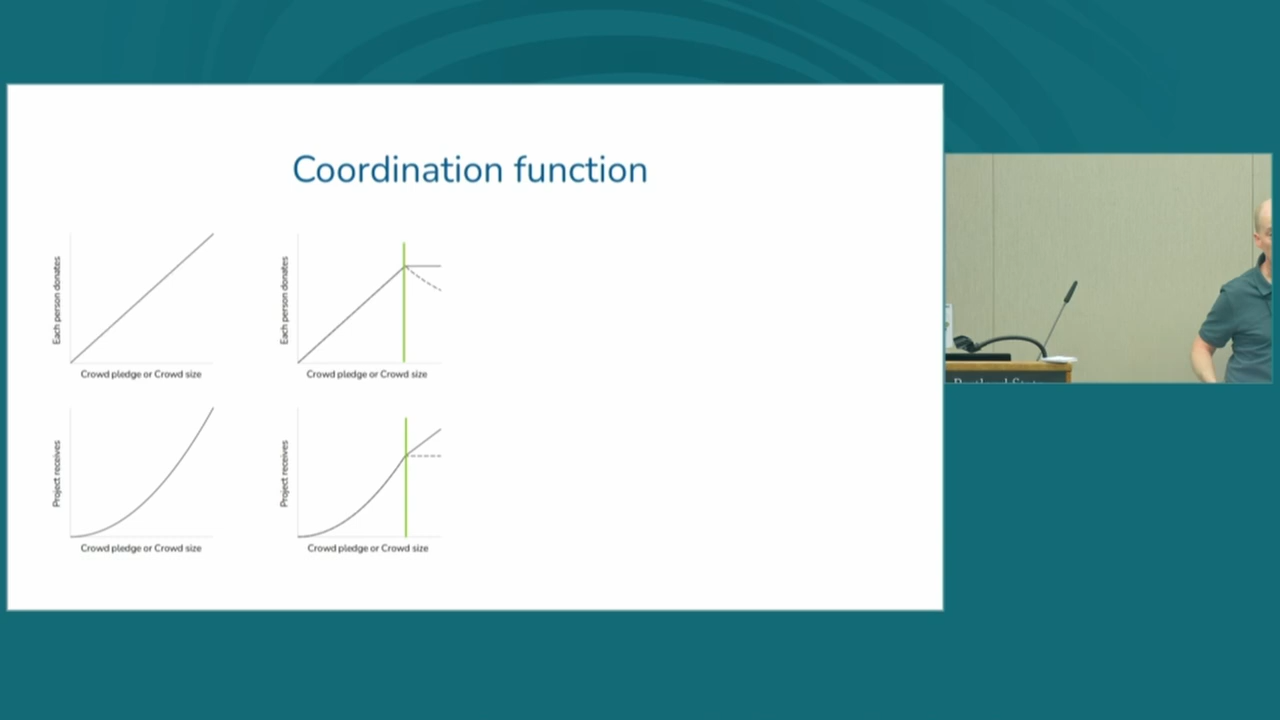 Coordination function
Each person donates
Crowd pledge or Crowd size
Each person donates
Crowd pledge or Crowd size
Project receives
Crowd pledge or Crowd size
Project receives
Crowd pledge or Crowd size